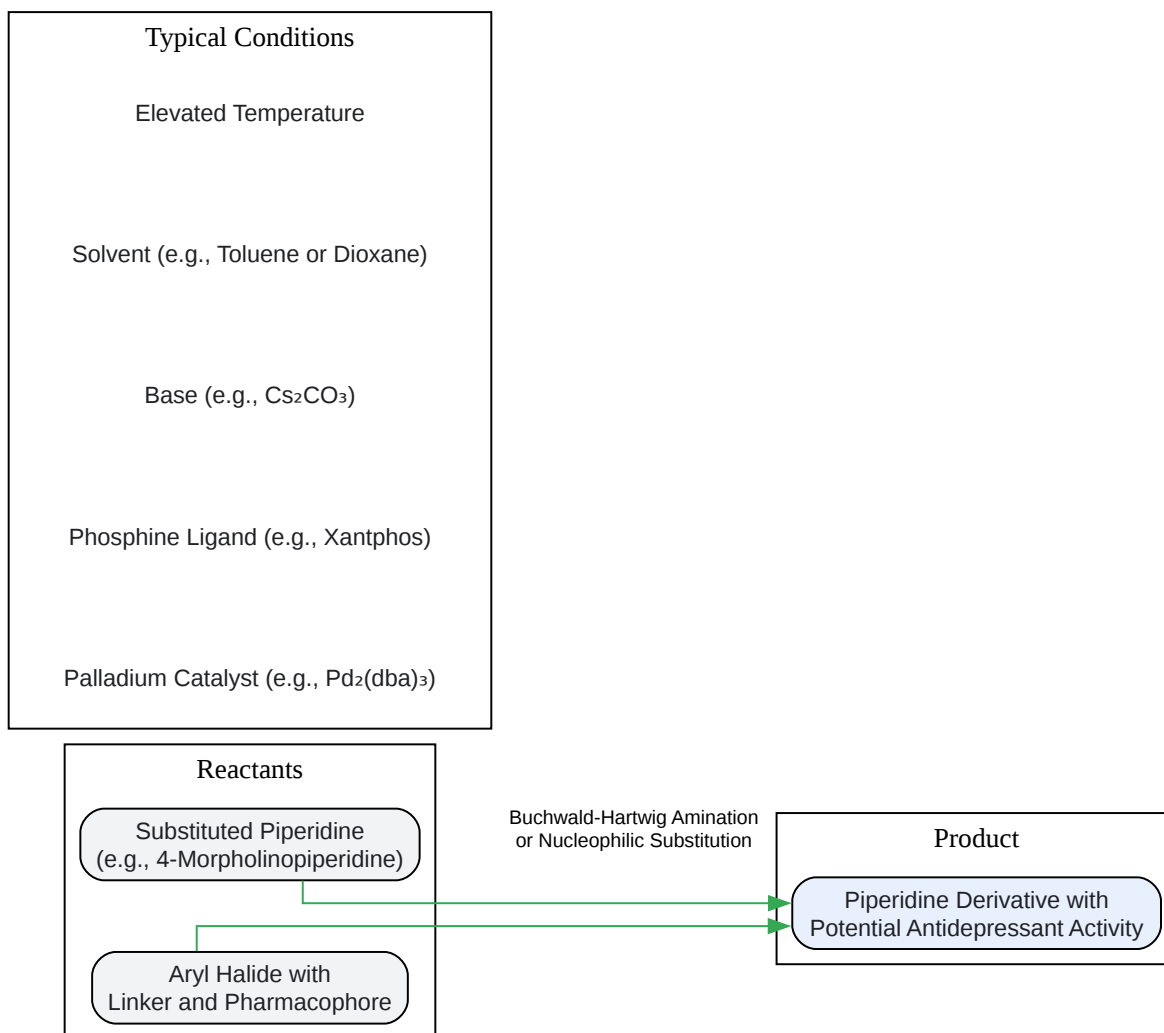 Typical Conditions
Elevated Temperature
Solvent (e.g., Toluene or Dioxane)
Base (e.g., Cs₂CO₃)
Phosphine Ligand (e.g., Xantphos)
Palladium Catalyst (e.g., Pd₂(dba)₃)
Reactants
Substituted Piperidine
(e.g., 4-Morpholinopiperidine)
Aryl Halide with
Linker and Pharmacophore
Buchwald-Hartwig Amination
or Nucleophilic Substitution
Product
Piperidine Derivative with
Potential Antidepressant Activity